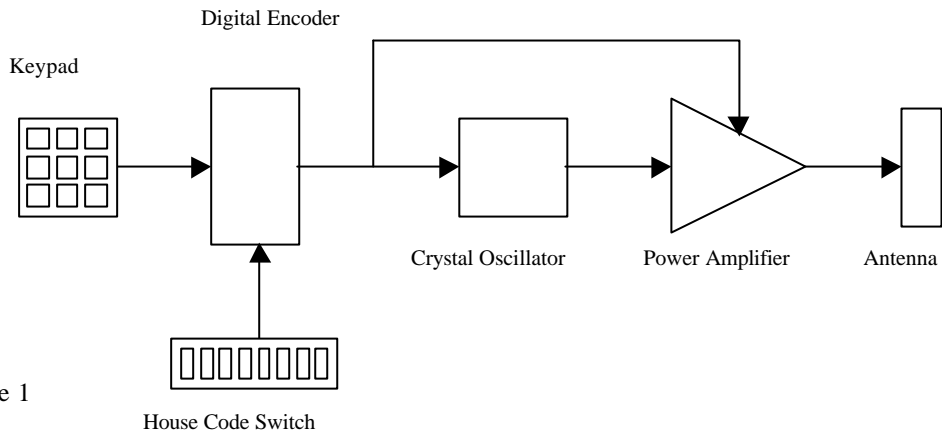 Digital Encoder
Keypad
Crystal Oscillator
Power Amplifier
Antenna
e 1
House Code Switch